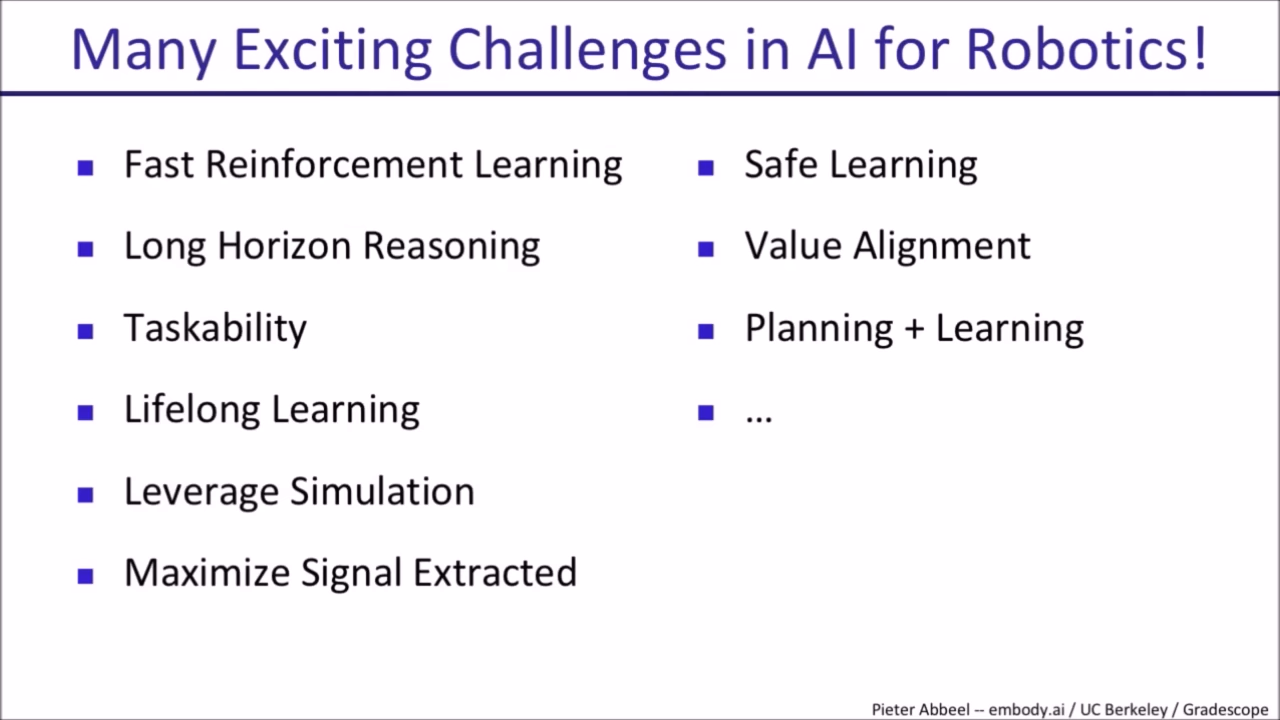 Many Exciting Challenges in AI for Robotics!
Fast Reinforcement Learning
Long Horizon Reasoning
Taskability
Lifelong Learning
Leverage Simulation
Maximize Signal Extracted
Safe Learning
Value Alignment
Planning + Learning
...
Pieter Abbeel -- embody.ai / UC Berkeley / Gradescope